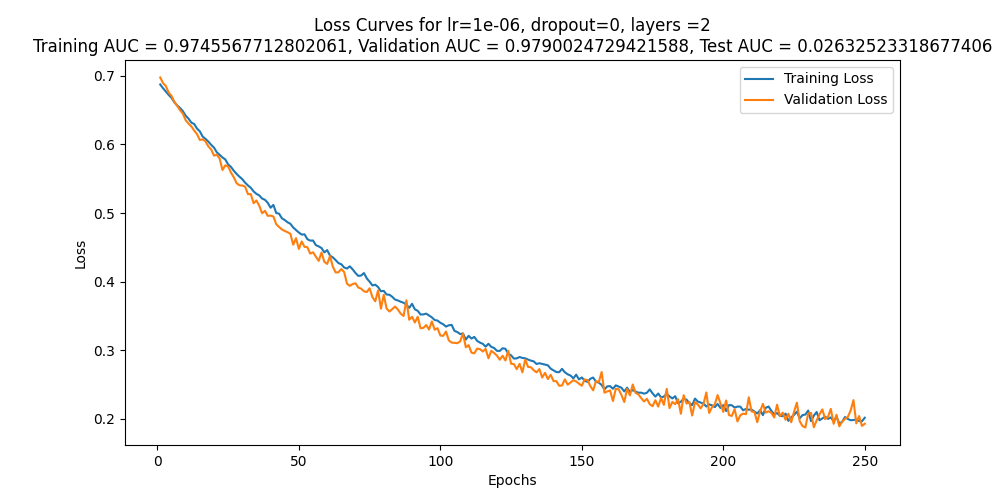 Loss Curves for lr=1e-06, dropout=0, layers =2
Training AUC = 0.9745567712802061, Validation AUC = 0.9790024729421588, Test AUC = 0.02632523318677406
Training Loss
Validation Loss
0.7
0.6
0.5
0.4
0.3
0.2
Loss
0
50
100
150
200
250
Epochs